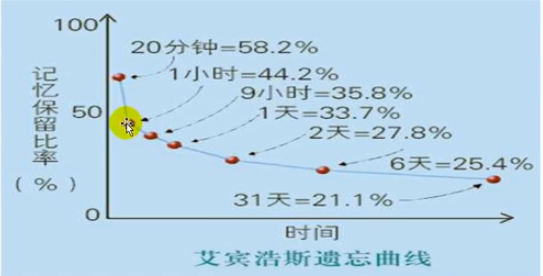 100
20分钟=58.2%
1小时=44.2%
9小时=35.8%
50
1天=33.7%
2天=27.8%
6天=25.4%
31天=21.1%
0
记忆保留比率
(%)
时间
艾宾浩斯遗忘曲线